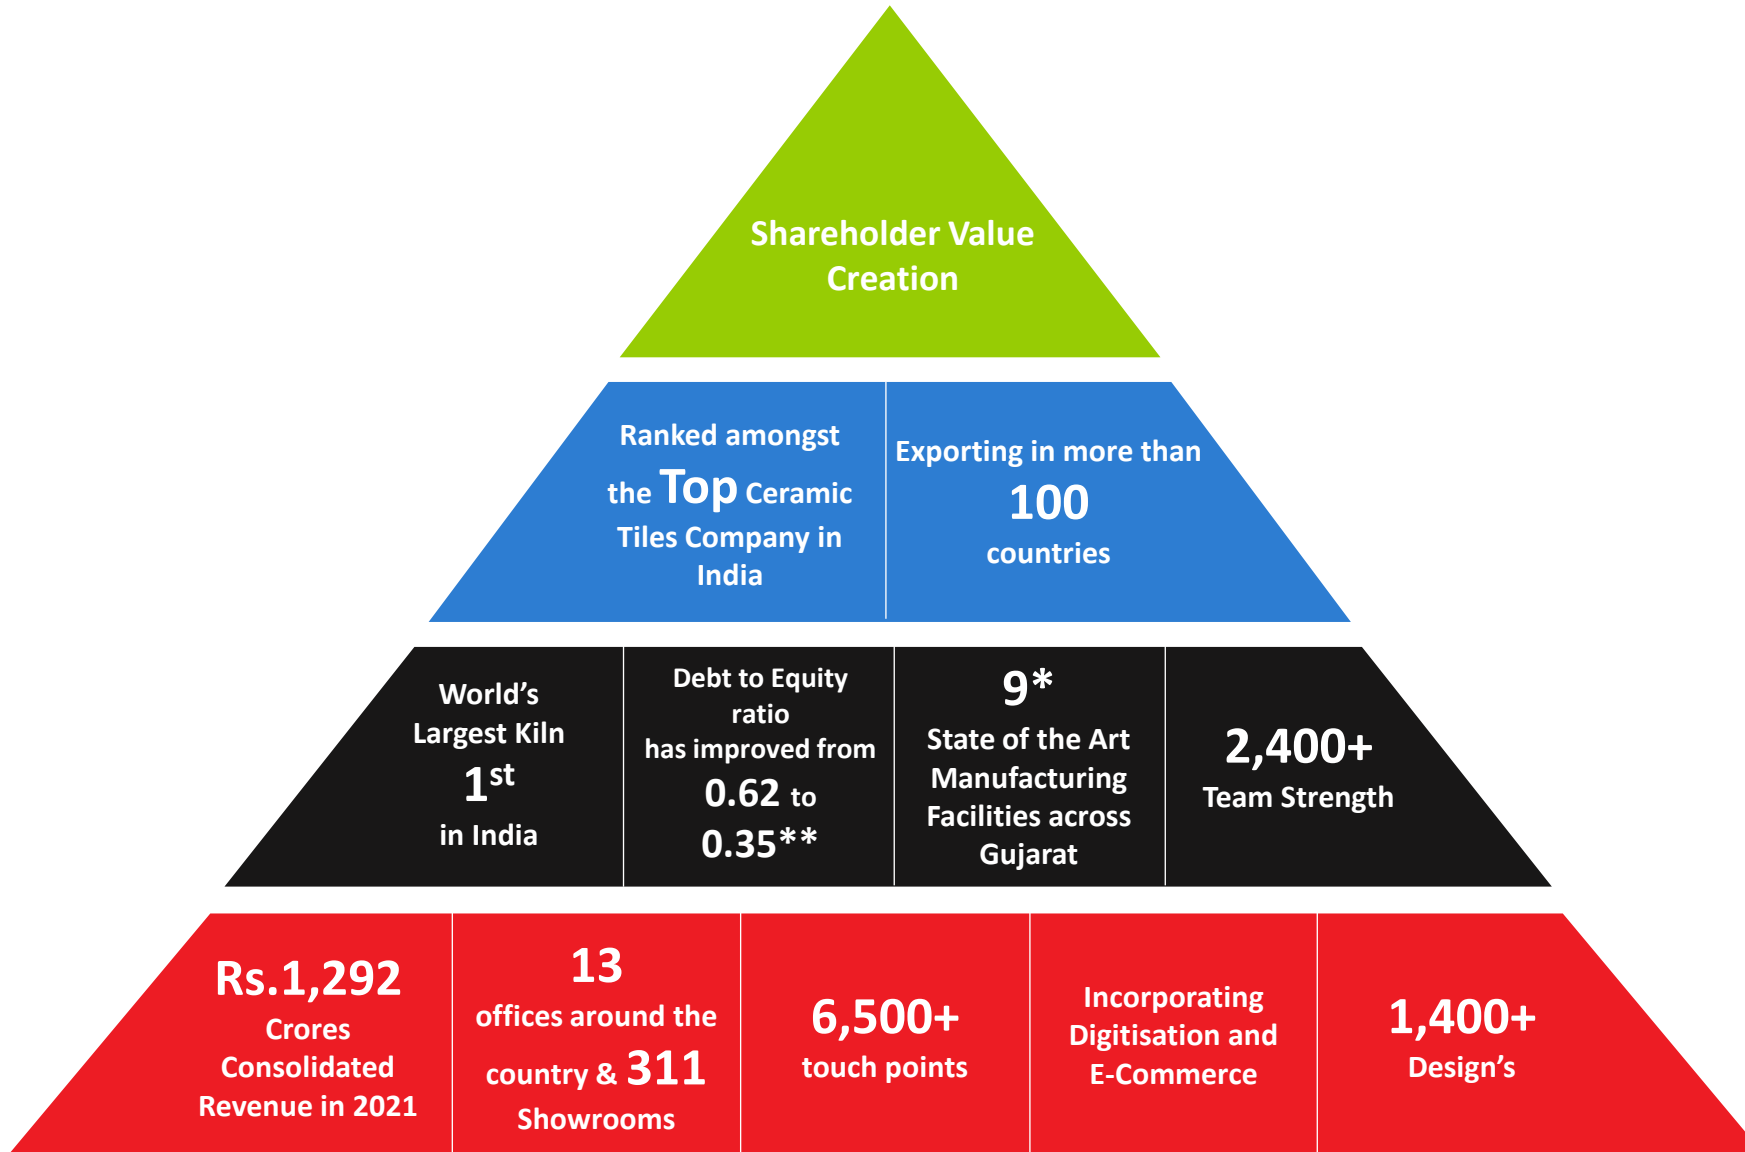 Shareholder Value
Creation
Ranked amongst
the Top Ceramic
Tiles Company in
India
Exporting in more than
100
countries
World’s
Largest Kiln
1st
in India
Debt to Equity
ratio
has improved from
0.62 to
0.35**
9*
State of the Art
Manufacturing
Facilities across
Gujarat
2,400+
Team Strength
Rs.1,292
Crores
Consolidated
Revenue in 2021
13
offices around the
country & 311
Showrooms
6,500+
touch points
Incorporating
Digitisation and
E-Commerce
1,400+
Design’s